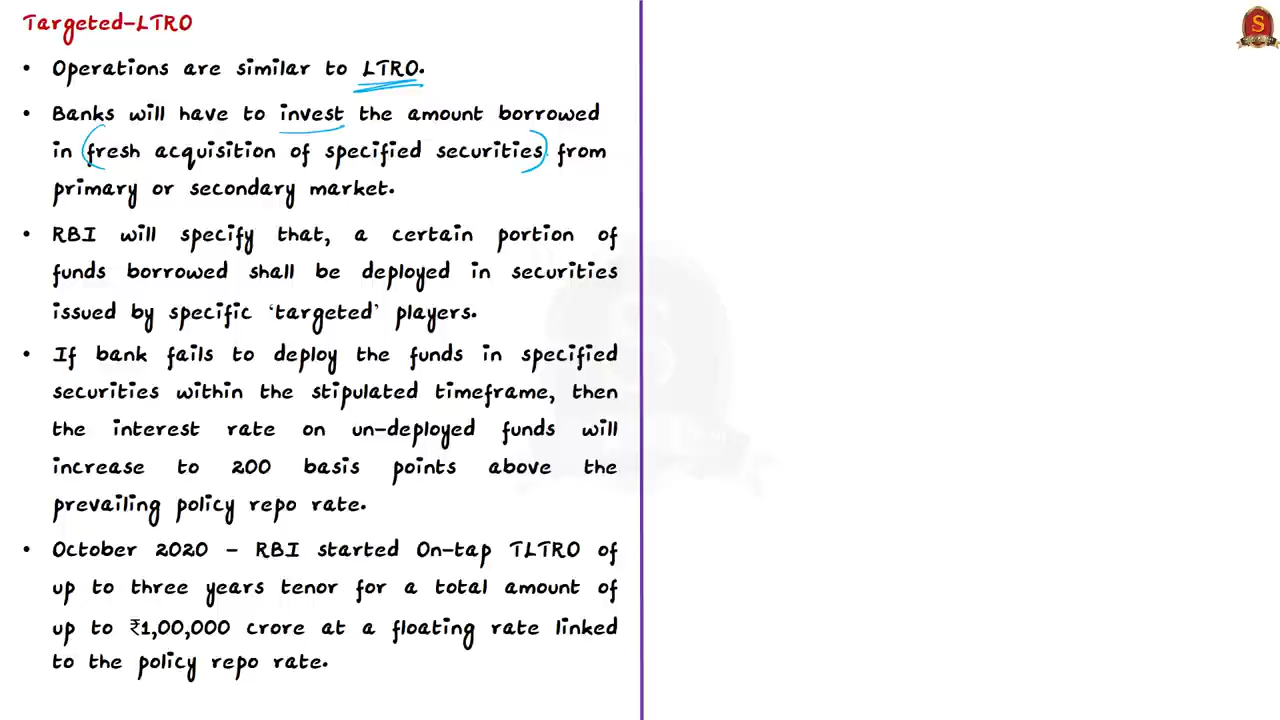 Targeted-LTRO
• Operations are similar to LTRO.
• Banks will have to invest the amount borrowed
in fresh acquisition of specified securities from
primary or secondary market.
• RBI will specify that, a certain portion of
funds borrowed shall be deployed in securities
issued by specific ‘targeted’ players.
• If bank fails to deploy the funds in specified
securities within the stipulated timeframe, then
the interest rate on un-deployed funds will
increase to 200 basis points above the
prevailing policy repo rate.
• October 2020 – RBI started On-tap TLTRO of
up to three years tenor for a total amount of
up to ₹1,00,000 crore at a floating rate linked
to the policy repo rate.
S